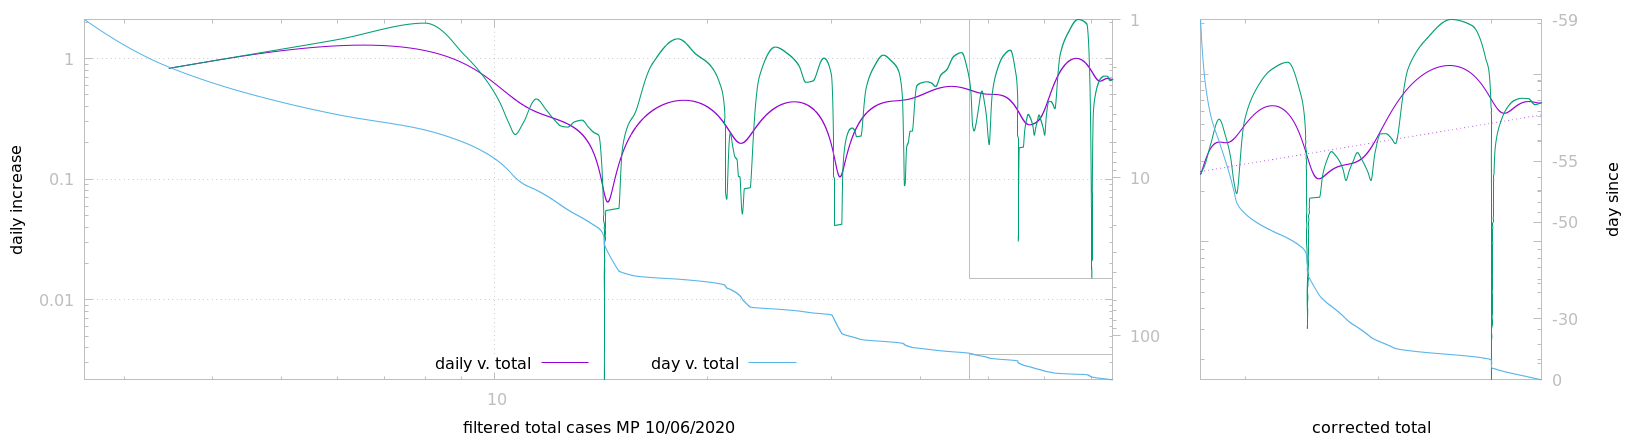 daily increase
1
0.1
0.01
10
1
10
100
daily v. total
day v. total
filtered total cases MP 10/06/2020
-59
-55
-50
-30
0
day since
corrected total